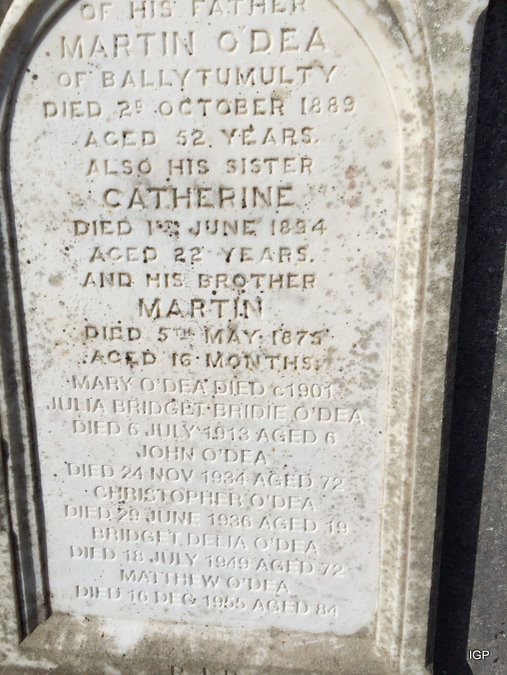 OF HIS FATHER
MARTIN O'DEA
OF BALLYTUMULTY
DIED 2ND OCTOBER 1889
AGED 52 YEARS.
ALSO HIS SISTER
CATHERINE
DIED 1ST JUNE 1894
AGED 22 YEARS.
AND HIS BROTHER
MARTIN
DIED 5TH MAY 1875
AGED 16 MONTHS.
MARY O'DEA DIED c1901
JULIA BRIDGET BRIDIE O'DEA
DIED 6 JULY 1913 AGED 6
JOHN O'DEA
DIED 24 NOV 1934 AGED 72
CHRISTOPHER O'DEA
DIED 29 JUNE 1936 AGED 19
BRIDGET DELIA O'DEA
DIED 18 JULY 1949 AGED 72
MATTHEW O'DEA
DIED 16 DEC 1955 AGED 84
R.I.P.
IGP